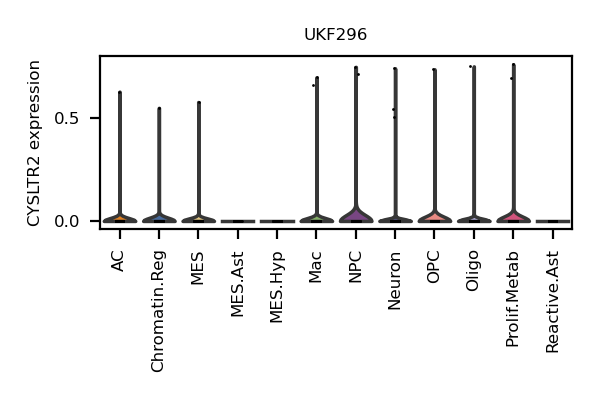 UKF296
CYSLTR2 expression
0.5
0.0
AC
Chromatin.Reg
MES
MES.Ast
MES.Hyp
Mac
NPC
Neuron
OPC
Oligo
Prolif.Metab
Reactive.Ast